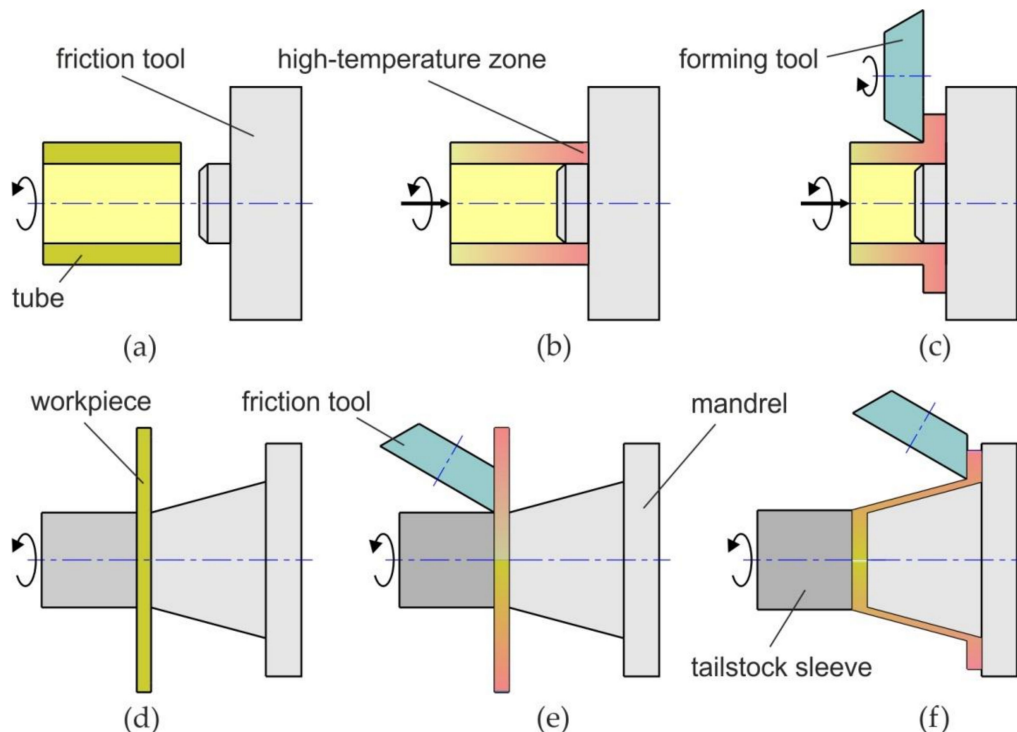 friction tool
high-temperature zone
forming tool
tube
(a)
(b)
(c)
workpiece
friction tool
mandrel
tailstock sleeve
(d)
(e)
(f)